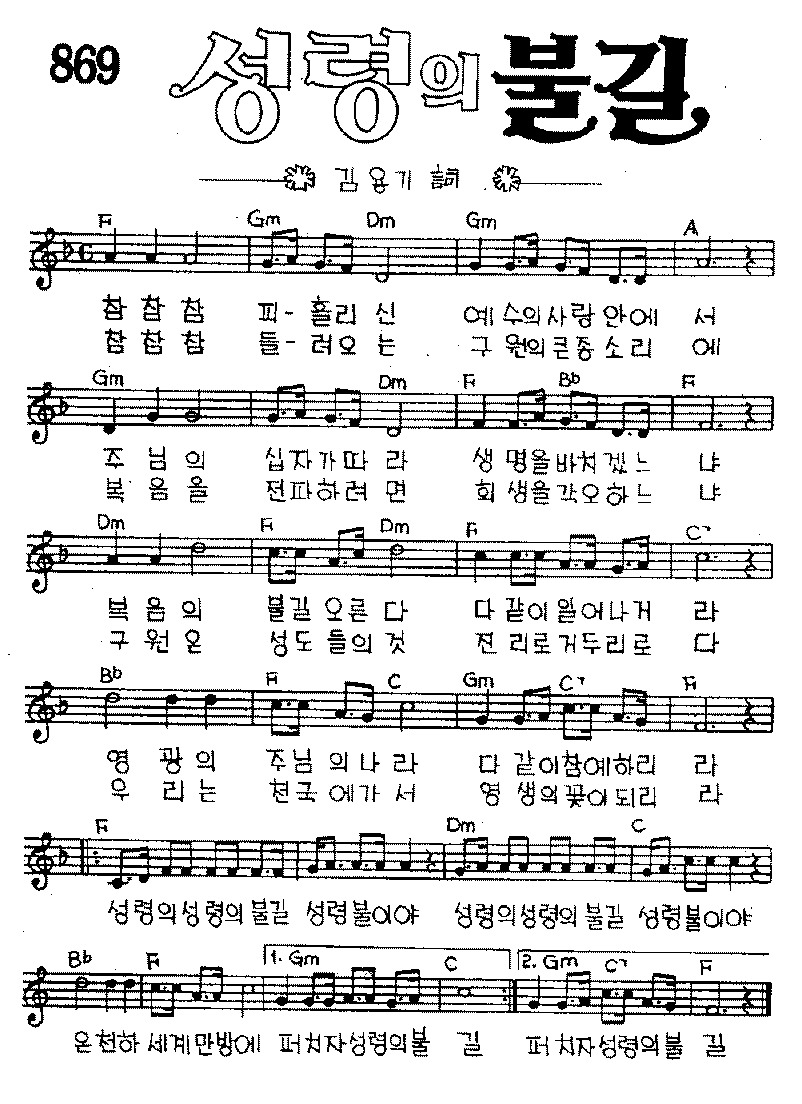 869
성령의 불길
김용기 詞
F Gm Dm Gm A
참 참 참 피 - 흘리 신 예 수의사랑 안에 서
참 참 참 들 - 려오 는 구 원의큰종 소리 에
Gm Dm F Bb F
주 님 의 십자가따 라 생 명을바치겠느 냐
복 음 을 전파하려 면 희 생을각오하느 냐
Dm F Dm F C7
복 음 의 불길 오른 다 다 같이일어나거 라
구 원 은 성도 들의 것 진 리로거두리로 다
Bb F C Gm C7 F
영 광 의 주님 의나 라 다 같이참예하리 라
우 리 는 천국 에가 서 영 생의꽃이되리 라
F Dm C
성령의성령의불길 성령불이야 성령의성령의불길 성령불이야
Bb F 1. Gm C 2. Gm C7 F
온천하 세계만방에 퍼치자성령의불 길 퍼치자성령의불 길